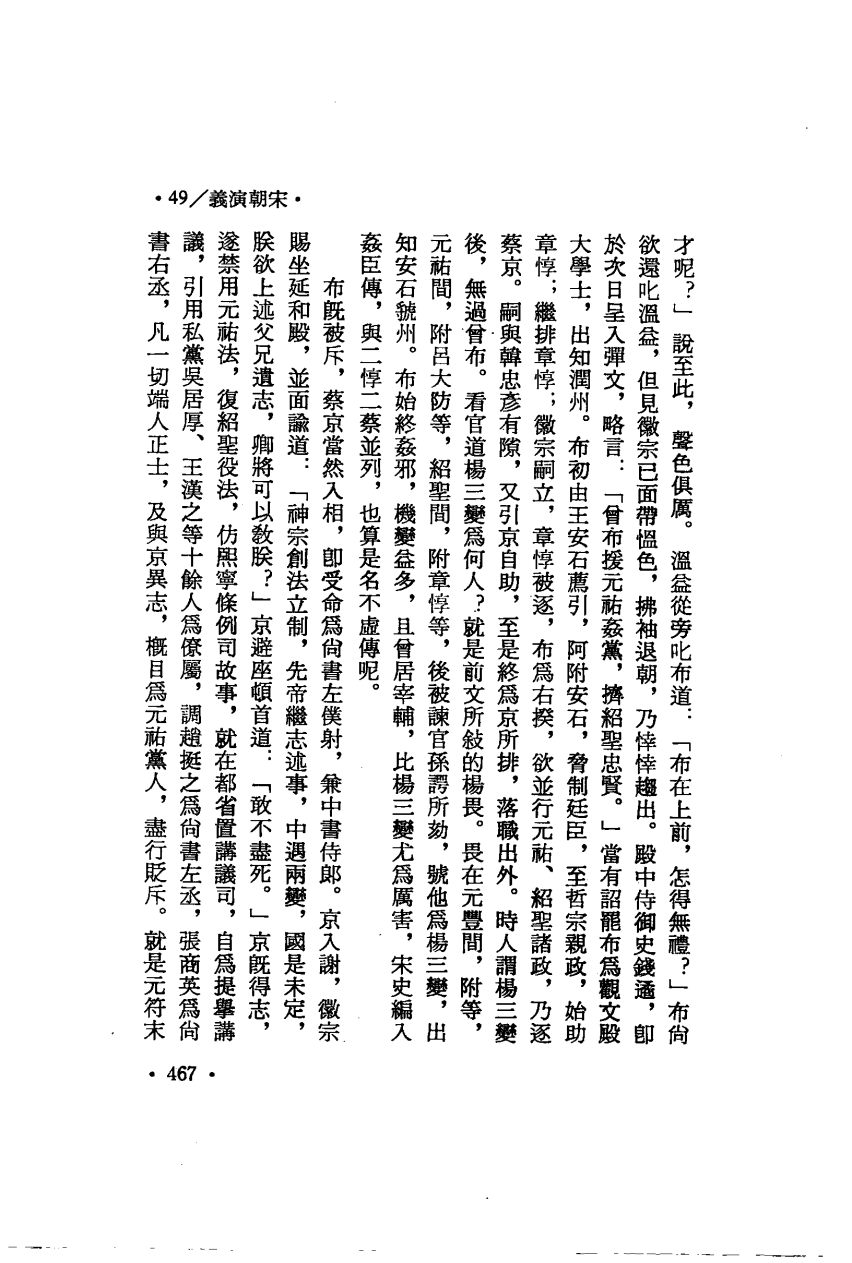 •49／義演朝宋•
才呢？」說至此，聲色俱厲。溫益從旁叱布道：「布在上前，怎得無禮？」布尙
欲還叱溫益，但見徽宗已面帶慍色，拂袖退朝，乃悻悻趨出。殿中侍御史錢遹，卽
於次日呈入彈文，略言：「曾布援元祐姦黨，擠紹聖忠賢。」當有詔罷布爲觀文殿
大學士，出知潤州。布初由王安石薦引，阿附安石，脅制廷臣，至哲宗親政，始助
章惇；繼排章惇；徽宗嗣立，章惇被逐，布爲右揆，欲並行元祐、紹聖諸政，乃逐
蔡京。嗣與韓忠彥有隙，又引京自助，至是終爲京所排，落職出外。時人謂楊三變
後，無過曾布。看官道楊三變爲何人？就是前文所敍的楊畏。畏在元豐間，附等，
元祐間，附呂大防等，紹聖間，附章惇等，後被諫官孫諤所劾，號他爲楊三變，出
知安石虢州。布始終姦邪，機變益多，且曾居宰輔，比楊三變尤爲厲害，宋史編入
姦臣傳，與二惇二蔡並列，也算是名不虛傳呢。
布旣被斥，蔡京當然入相，卽受命爲尙書左僕射，兼中書侍郎。京入謝，徽宗
賜坐延和殿，並面諭道：「神宗創法立制，先帝繼志述事，中遇兩變，國是未定，
朕欲上述父兄遺志，卿將可以敎朕？」京避座頓首道：「敢不盡死。」京旣得志，
遂禁用元祐法，復紹聖役法，仿熙寧條例司故事，就在都省置講議司，自爲提舉講
議，引用私黨吳居厚、王漢之等十餘人爲僚屬，調趙挺之爲尙書左丞，張商英爲尙
書右丞，凡一切端人正士，及與京異志，槪目爲元祐黨人，盡行貶斥。就是元符末
•467•